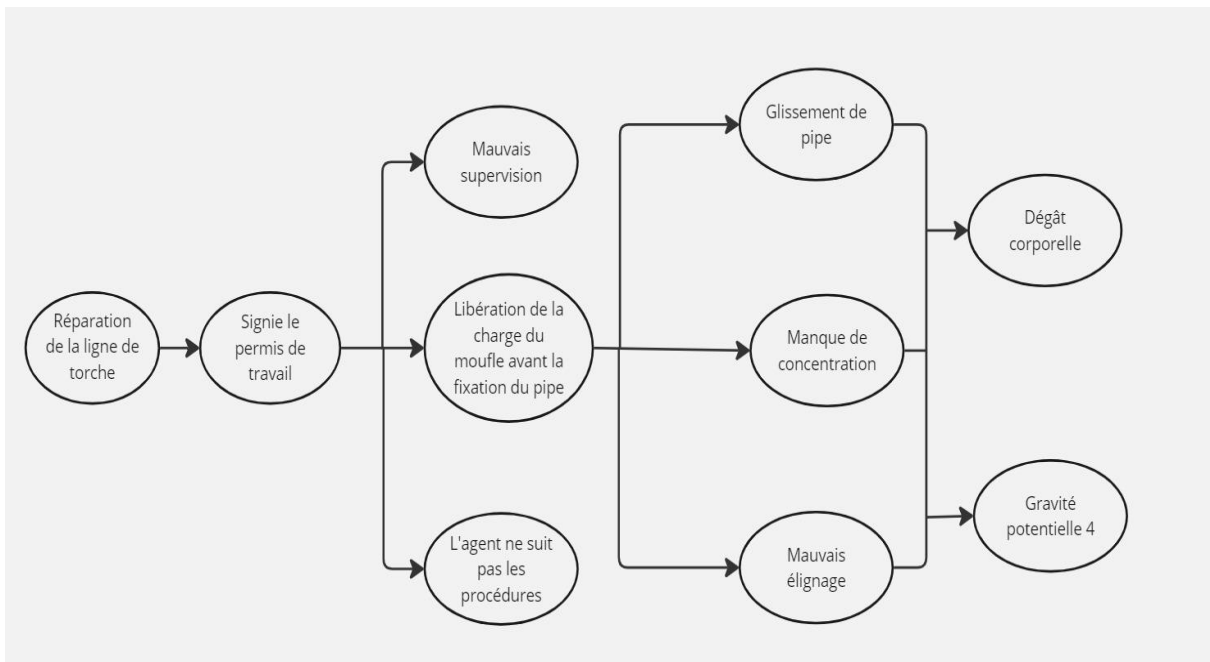 Réparation
de la ligne de
torche
Signie le
permis de
travail
Mauvais
supervision
Libération de la
charge du
moufle avant la
fixation du pipe
L'agent ne suit
pas les
procédures
Glissement de
pipe
Manque de
concentration
Mauvais
élignage
Dégât
corporelle
Gravité
potentielle 4